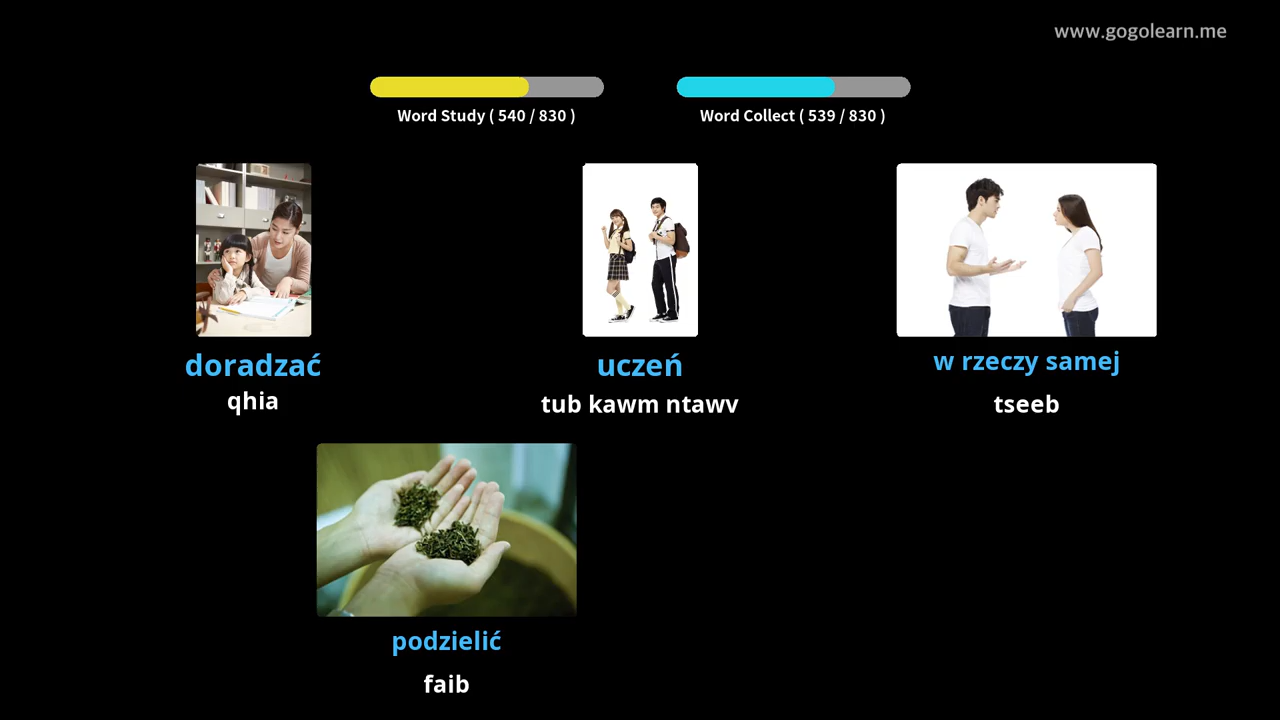 www.gogolearn.me
Word Study ( 540 / 830 )
Word Collect ( 539 / 830 )
doradzać
qhia
uczeń
tub kawm ntawv
w rzeczy samej
tseeb
podzielić
faib